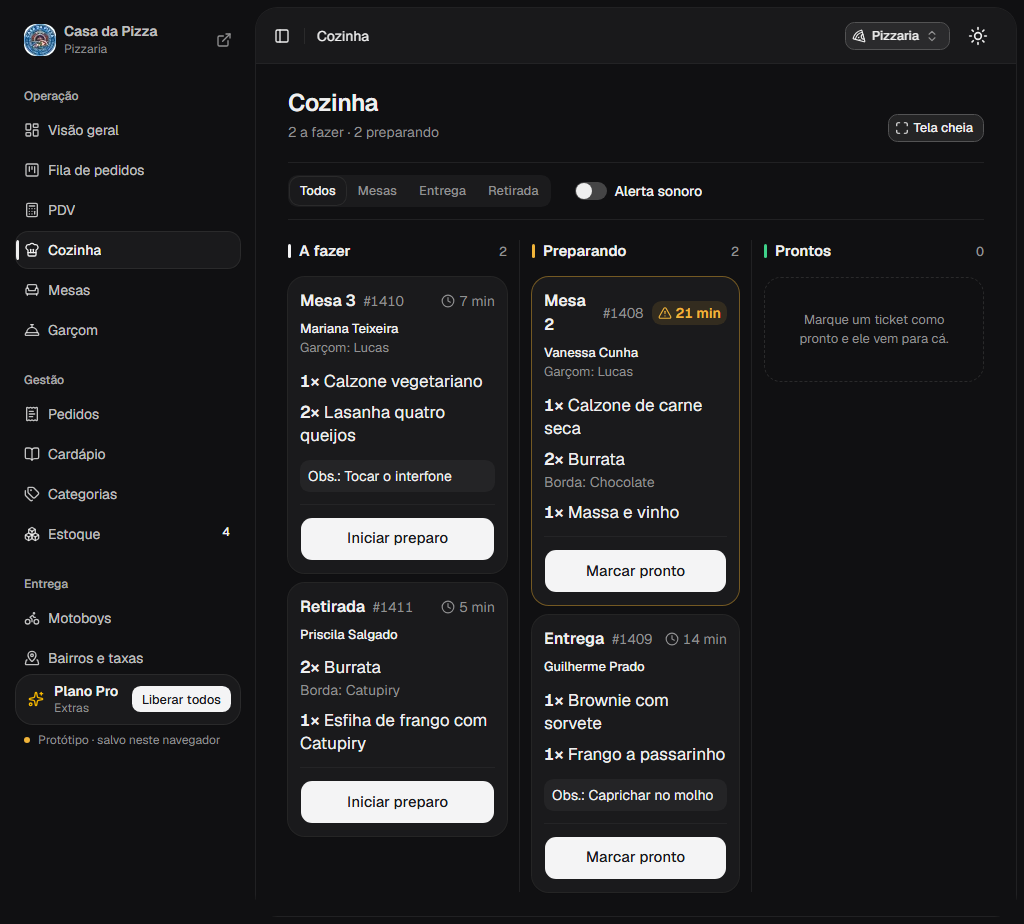 Casa da Pizza
Pizzaria
Operação
Visão geral
Fila de pedidos
PDV
Cozinha
Mesas
Garçom
Gestão
Pedidos
Cardápio
Categorias
Estoque 4
Entrega
Motoboys
Bairros e taxas
Plano Pro
Extras
Liberar todos
Protótipo · salvo neste navegador
Cozinha
Pizzaria
Cozinha
2 a fazer · 2 preparando
Tela cheia
Todos Mesas Entrega Retirada Alerta sonoro
A fazer 2
Mesa 3 #1410 7 min
Mariana Teixeira
Garçom: Lucas
1× Calzone vegetariano
2× Lasanha quatro
queijos
Obs.: Tocar o interfone
Iniciar preparo
Retirada #1411 5 min
Priscila Salgado
2× Burrata
Borda: Catupiry
1× Esfiha de frango com
Catupiry
Iniciar preparo
Preparando 2
Mesa
2 #1408 21 min
Vanessa Cunha
Garçom: Lucas
1× Calzone de carne
seca
2× Burrata
Borda: Chocolate
1× Massa e vinho
Marcar pronto
Entrega #1409 14 min
Guilherme Prado
1× Brownie com
sorvete
1× Frango a passarinho
Obs.: Caprichar no molho
Marcar pronto
Prontos 0
Marque um ticket como
pronto e ele vem para cá.